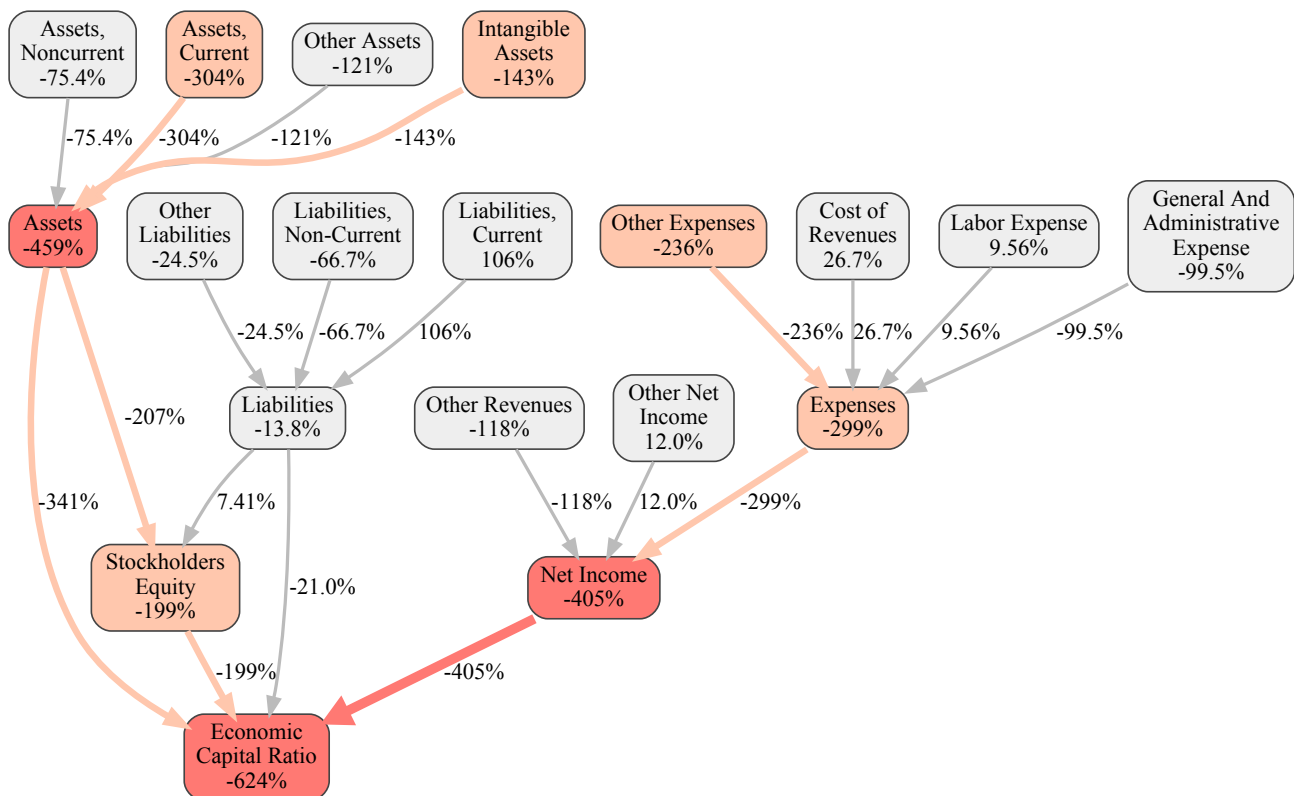 Assets,
Noncurrent
-75.4%
Assets,
Current
-304%
Other Assets
-121%
Intangible
Assets
-143%
-75.4%
-304%
-121%
-143%
Assets
-459%
Other
Liabilities
-24.5%
Liabilities,
Non-Current
-66.7%
Liabilities,
Current
106%
Other Expenses
-236%
Cost of
Revenues
26.7%
Labor Expense
9.56%
General And
Administrative
Expense
-99.5%
-24.5%
-66.7%
106%
-236%
26.7%
9.56%
-99.5%
-207%
Liabilities
-13.8%
Other Revenues
-118%
Other Net
Income
12.0%
Expenses
-299%
-341%
7.41%
-118%
12.0%
-299%
Stockholders
Equity
-199%
-21.0%
Net Income
-405%
-199%
-405%
Economic
Capital Ratio
-624%